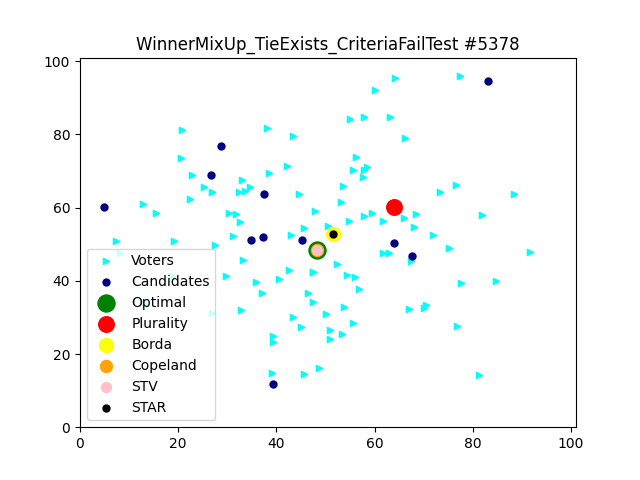 WinnerMixUp_TieExists_CriteriaFailTest #5378
100
80
60
40
20
0
Voters
Candidates
Optimal
Plurality
Borda
Copeland
STV
STAR
0 20 40 60 80 100